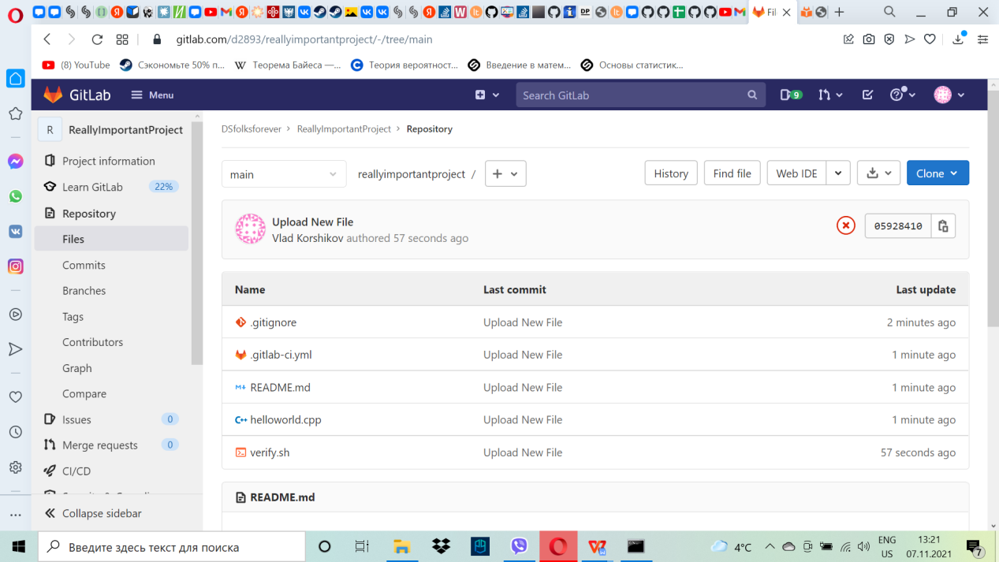 Fil
gitlab.com/d2893/reallyimportantproject/-/tree/main
(8) YouTube
Сэкономьте 50% п...
Теорема Байеса —...
Теория вероятност...
Введение в матем...
Основы статистик...
GitLab
Menu
Search GitLab
9
R
ReallyImportantProject
Project information
Learn GitLab
22%
Repository
Files
Commits
Branches
Tags
Contributors
Graph
Compare
Issues
0
Merge requests
0
CI/CD
Collapse sidebar
DSfolksforever > ReallyImportantProject > Repository
main
reallyimportantproject /
History
Find file
Web IDE
Clone
Upload New File
Vlad Korshikov authored 57 seconds ago
05928410
Name Last commit Last update
.gitignore Upload New File 2 minutes ago
.gitlab-ci.yml Upload New File 1 minute ago
README.md Upload New File 1 minute ago
helloworld.cpp Upload New File 1 minute ago
verify.sh Upload New File 57 seconds ago
README.md
Введите здесь текст для поиска
4°C
ENG
US
13:21
07.11.2021
7